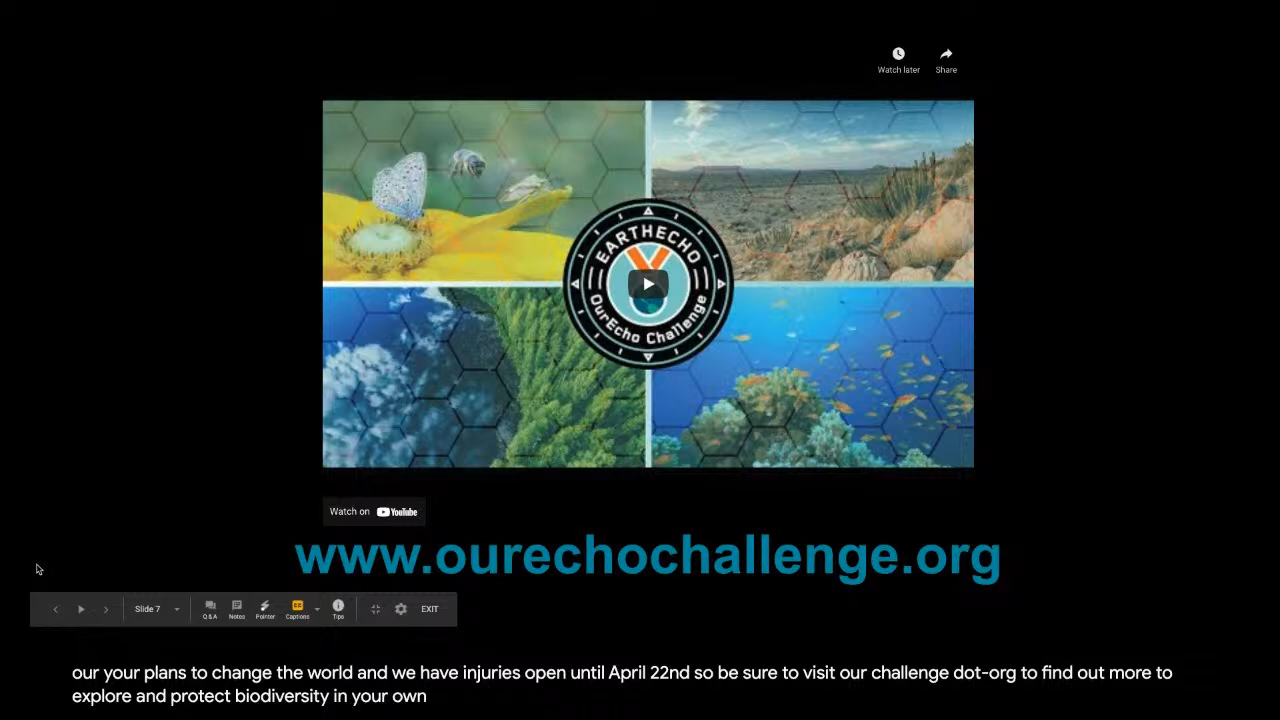 Watch later
Share
EARTHECHO
OurEcho Challenge
Watch on YouTube
www.ourechochallenge.org
Slide 7
Q & A
Notes
Pointer
Captions
Tips
EXIT
our your plans to change the world and we have injuries open until April 22nd so be sure to visit our challenge dot-org to find out more to
explore and protect biodiversity in your own